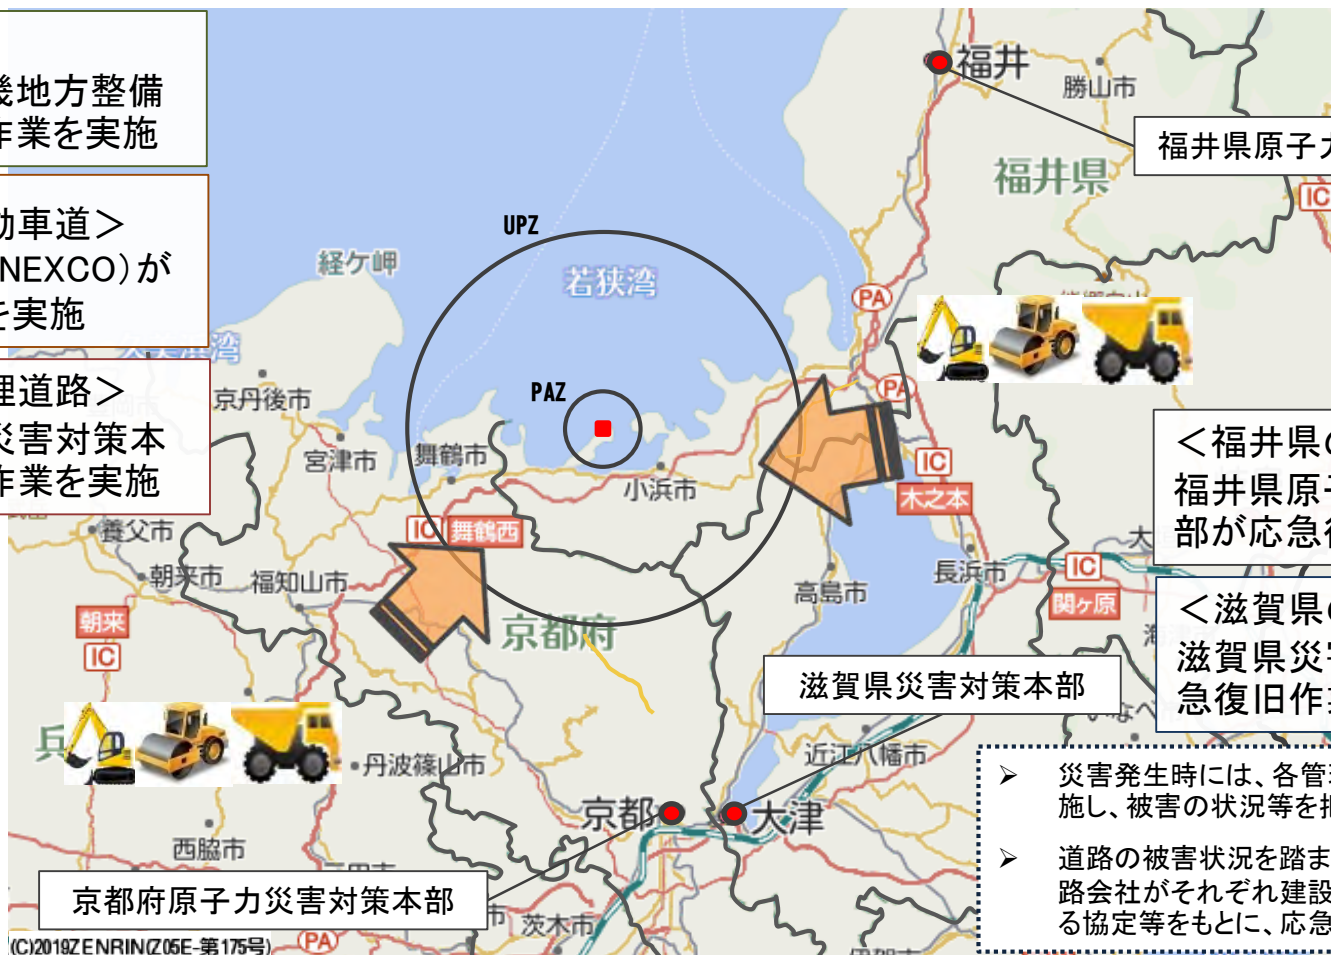 幾地方整備
作業を実施
動車道＞
NEXCO)が
を実施
理道路＞
災害対策本
作業を実施
福井
勝山市
福井県原子力
福井県
IC
UPZ
経ケ岬
若狭湾
PA
久美浜湾
PAZ
PA
京丹後市
宮津市
舞鶴市
小浜市
IC
木之本
＜福井県の
福井県原子
部が応急復
IC 舞鶴西
養父市
朝来市
福知山市
高島市
長浜市
IC
関ヶ原
朝来
IC
京都府
＜滋賀県の
滋賀県災害
急復旧作業
滋賀県災害対策本部
丹波篠山市
近江八幡市
➢ 災害発生時には、各管理
施し、被害の状況等を把
京都
大津
西脇市
➢ 道路の被害状況を踏ま
路会社がそれぞれ建設
る協定等をもとに、応急
京都府原子力災害対策本部
茨木市
PA
(C)2019ZENRIN(Z05E-第175号)